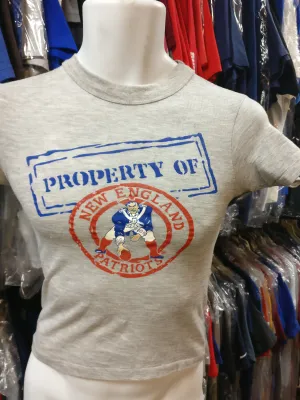 PROPERTY OF
NEW ENGLAND
PATRIOTS